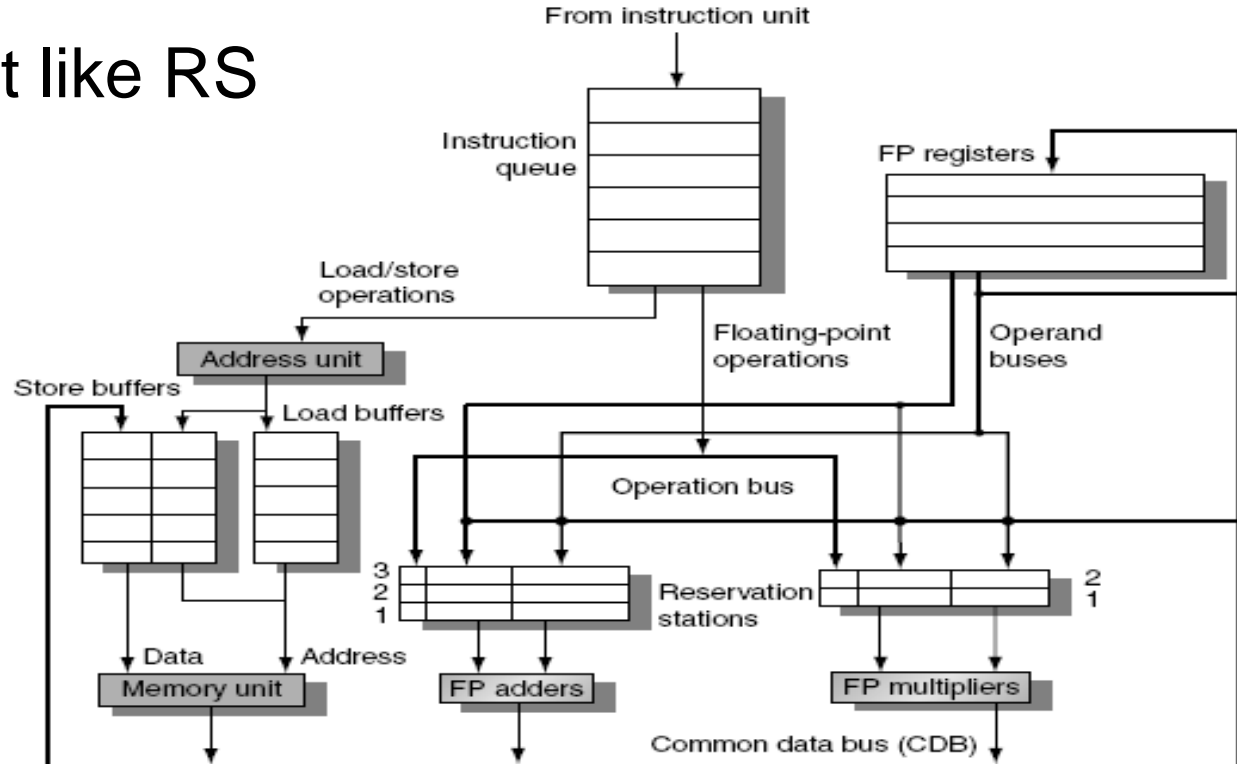 t like RS
From instruction unit
Instruction
queue
FP registers
Load/store
operations
Floating-point
operations
Operand
buses
Address unit
Store buffers
Load buffers
Operation bus
3
2
1
Reservation
stations
2
1
Data
Address
Memory unit
FP adders
FP multipliers
Common data bus (CDB)